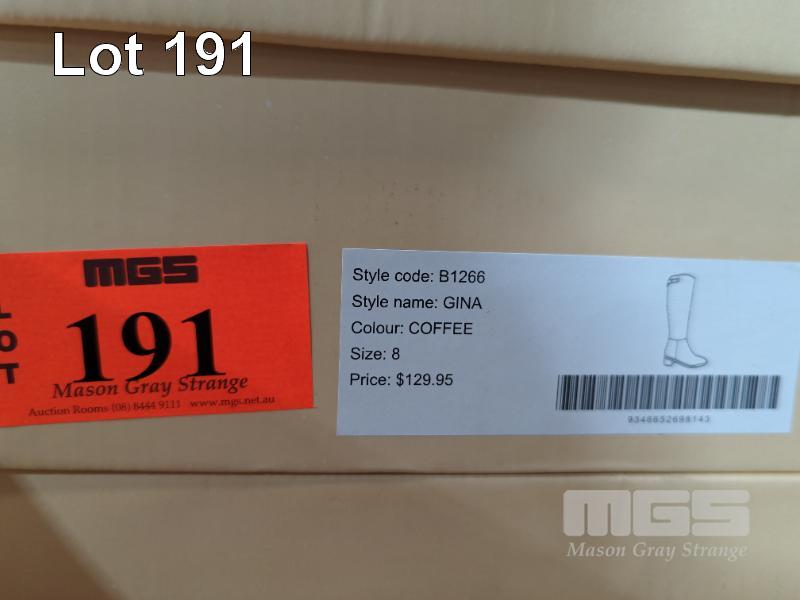 Lot 191
LOT
MGS
191
Mason Gray Strange
Auction Rooms (08) 8444 9111 www.mgs.net.au
Style code: B1266
Style name: GINA
Colour: COFFEE
Size: 8
Price: $129.95
9348652698143
MGS
Mason Gray Strange